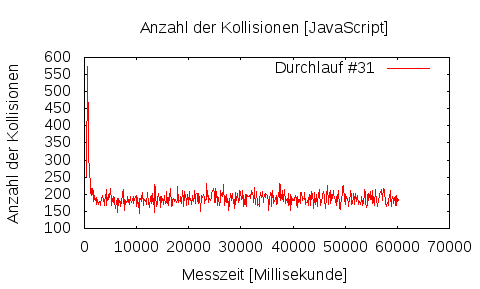 Anzahl der Kollisionen [JavaScript]
600
550
500
450
400
350
300
250
200
150
100
Anzahl der Kollisionen
Durchlauf #31
0 10000 20000 30000 40000 50000 60000 70000
Messzeit [Millisekunde]